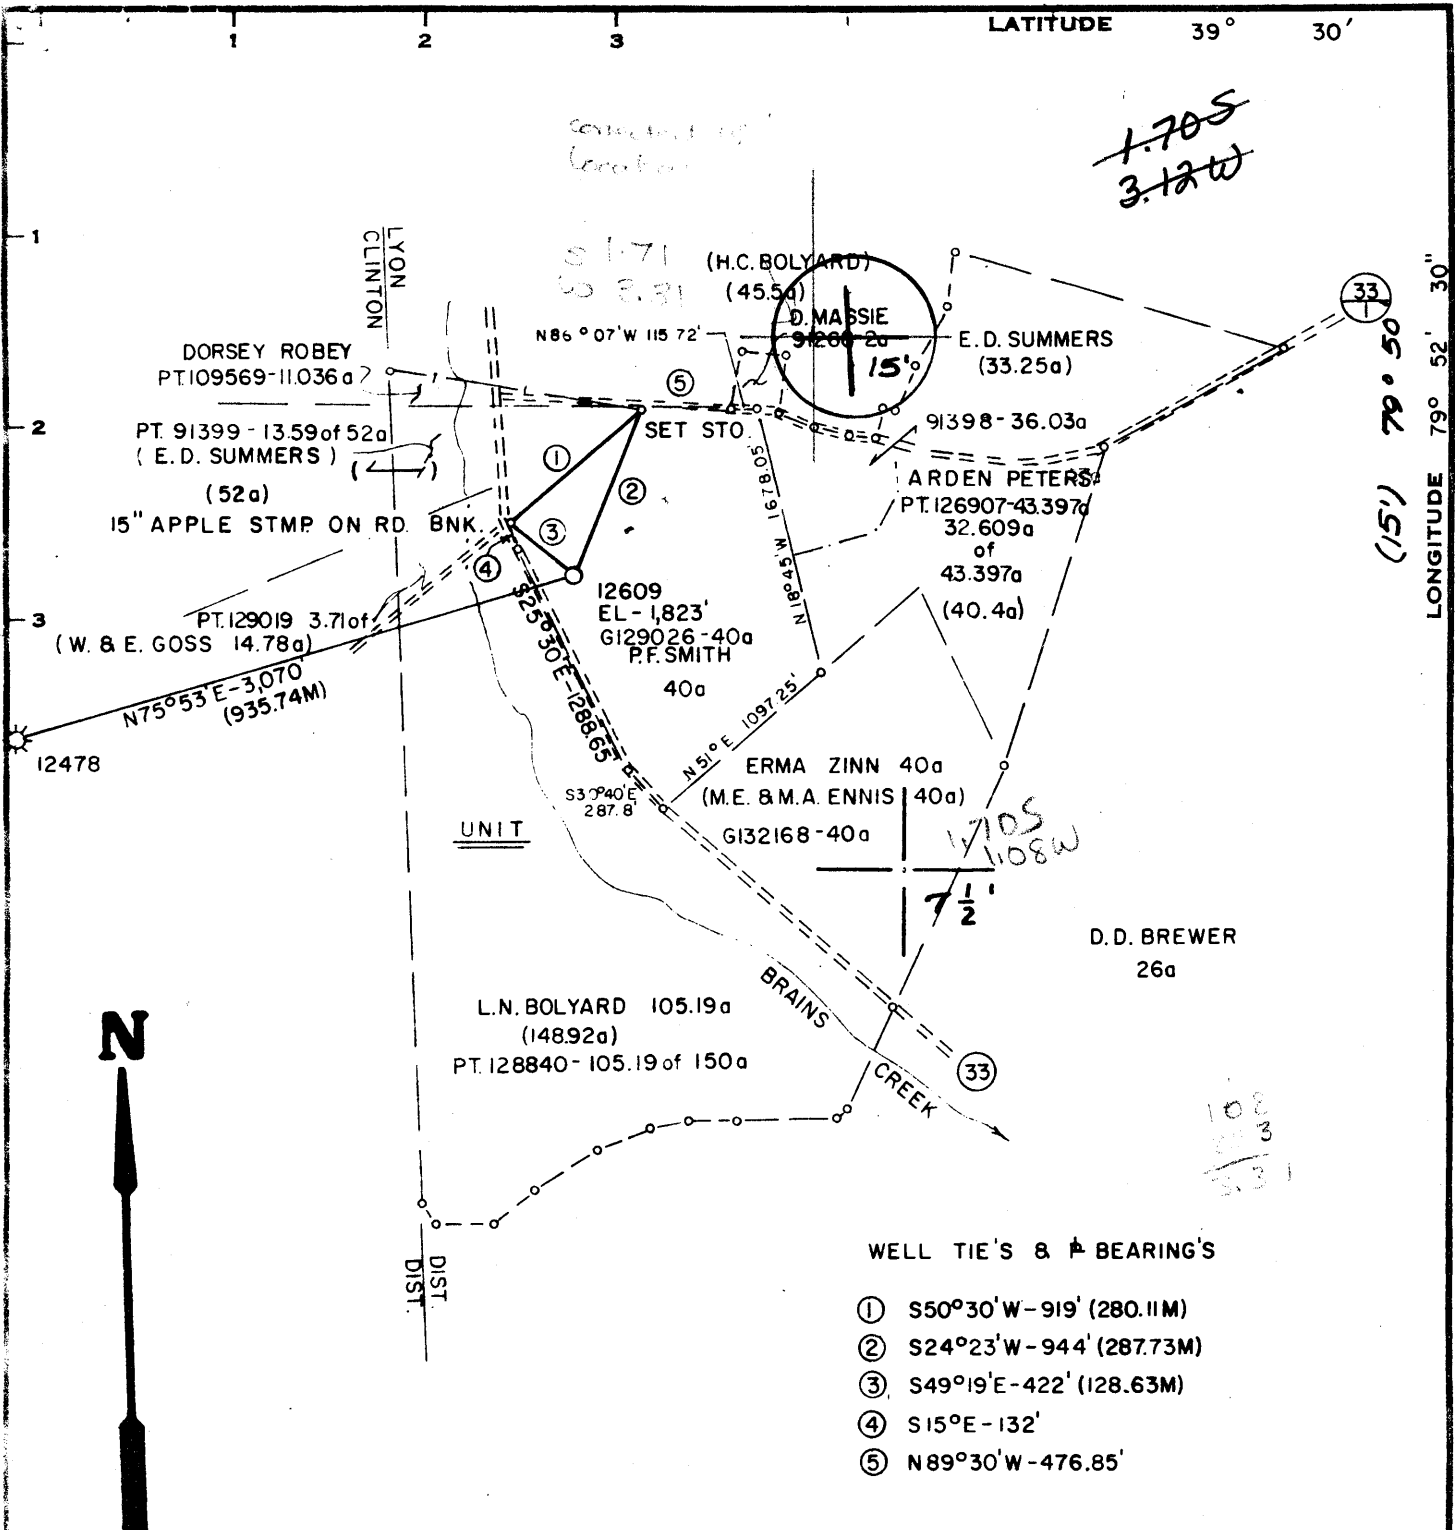 LATITUDE 39° 30'
1 2 3
1.70S
3.12W
Location
S 1.71
W 3.31
1
LYON
CLINTON
(H.C. BOLYARD)
(45.5a)
D. MASSIE
15'
N86°07'W 115.72'
E.D. SUMMERS
(33.25a)
33
1
LONGITUDE 79° 52' 30"
(15') 79° 50
DORSEY ROBEY
PT.109569-11.036a
5
2
PT. 91399-13.59 of 52a
(E.D. SUMMERS)
(52a)
SET STO.
91398-36.03a
ARDEN PETERS
PT.126907-43.397a
32.609a
of
43.397a
(40.4a)
1
2
3
4
15" APPLE STMP. ON RD. BNK.
N18°45'W 1678.05'
3
PT.129019 3.71 of
(W. & E. GOSS 14.78a)
12609
EL-1,823'
G129026-40a
P.F. SMITH
40a
S25°30'E-1288.65
N75°53'E-3,070'
(935.74M)
12478
N51°E 1097.25'
S30°40'E
287.8'
ERMA ZINN 40a
(M.E. & M.A. ENNIS 40a)
G132168-40a
1.70S
1.08W
7 1/2'
UNIT
D.D. BREWER
26a
L.N. BOLYARD 105.19a
(148.92a)
PT. 128840-105.19 of 150a
BRAINS
CREEK
33
N
108
3.31
DIST.
DIST.
WELL TIE'S & BEARING'S
1 S50°30'W-919' (280.11M)
2 S24°23'W-944' (287.73M)
3 S49°19'E-422' (128.63M)
4 S15°E-132'
5 N89°30'W-476.85'